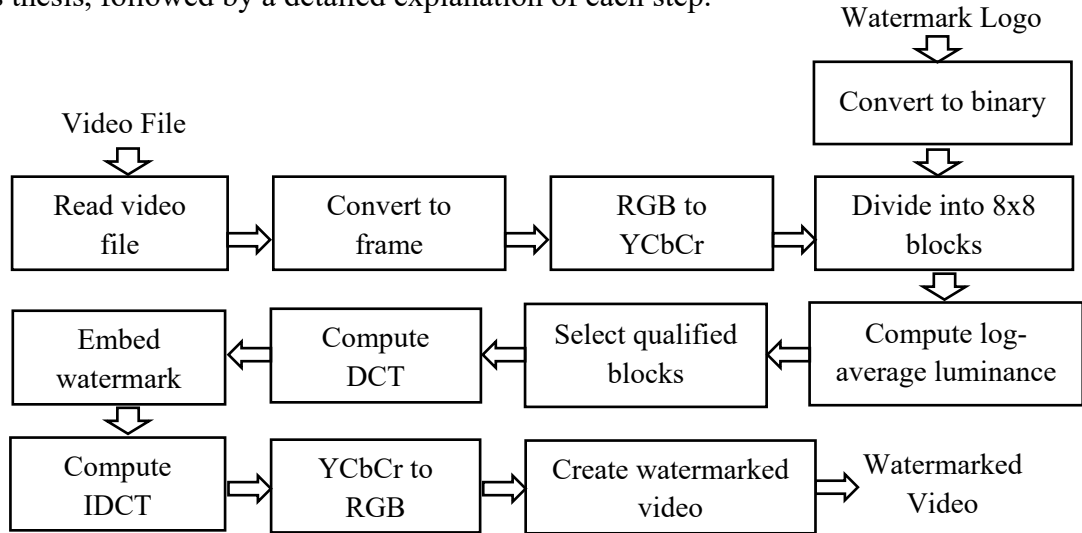 s thesis, followed by a detailed explanation of each step.
Watermark Logo
Convert to binary
Video File
Read video
file
Convert to
frame
RGB to
YCbCr
Divide into 8x8
blocks
Compute log-
average luminance
Select qualified
blocks
Compute
DCT
Embed
watermark
Compute
IDCT
YCbCr to
RGB
Create watermarked
video
Watermarked
Video